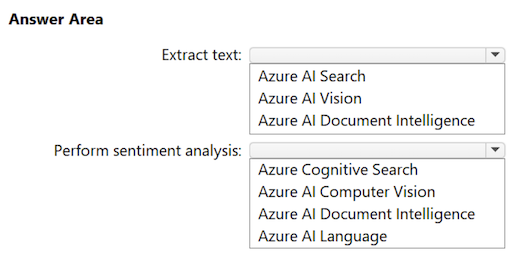 Answer Area
Extract text:
Azure AI Search
Azure AI Vision
Azure AI Document Intelligence
Perform sentiment analysis:
Azure Cognitive Search
Azure AI Computer Vision
Azure AI Document Intelligence
Azure AI Language